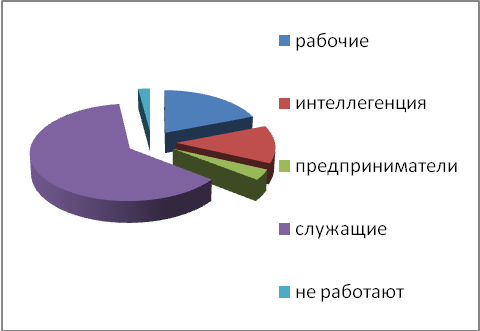 рабочие
интеллегенция
предприниматели
служащие
не работают